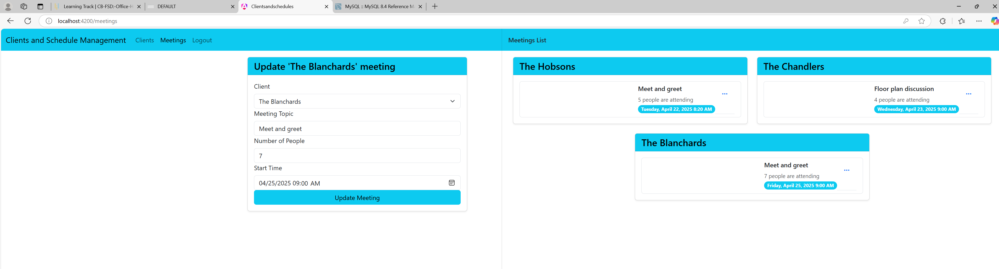 Learning Track | CB-FSD:-Office-H
DEFAULT
Clientsandschedules
MySQL :: MySQL 8.4 Reference Ma
localhost:4200/meetings
Clients and Schedule Management
Clients
Meetings
Logout
Meetings List
Update 'The Blanchards' meeting
Client
The Blanchards
Meeting Topic
Meet and greet
Number of People
7
Start Time
04/25/2025 09:00 AM
Update Meeting
The Hobsons
Meet and greet
5 people are attending
Tuesday, April 22, 2025 8:20 AM
The Chandlers
Floor plan discussion
4 people are attending
Wednesday, April 23, 2025 9:00 AM
The Blanchards
Meet and greet
7 people are attending
Friday, April 25, 2025 9:00 AM